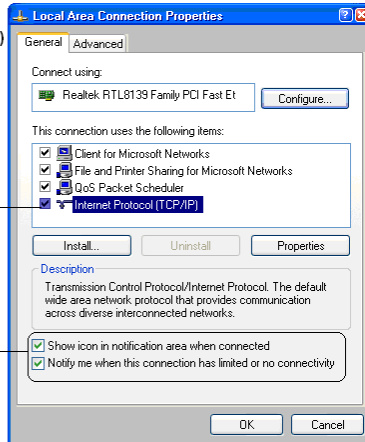 Local Area Connection Properties
)
General Advanced
Connect using:
Realtek RTL8139 Family PCI Fast Et
Configure...
This connection uses the following items:
Client for Microsoft Networks
File and Printer Sharing for Microsoft Networks
QoS Packet Scheduler
Internet Protocol (TCP/IP)
Install... Uninstall Properties
Description
Transmission Control Protocol/Internet Protocol. The default
wide area network protocol that provides communication
across diverse interconnected networks.
Show icon in notification area when connected
Notify me when this connection has limited or no connectivity
OK Cancel